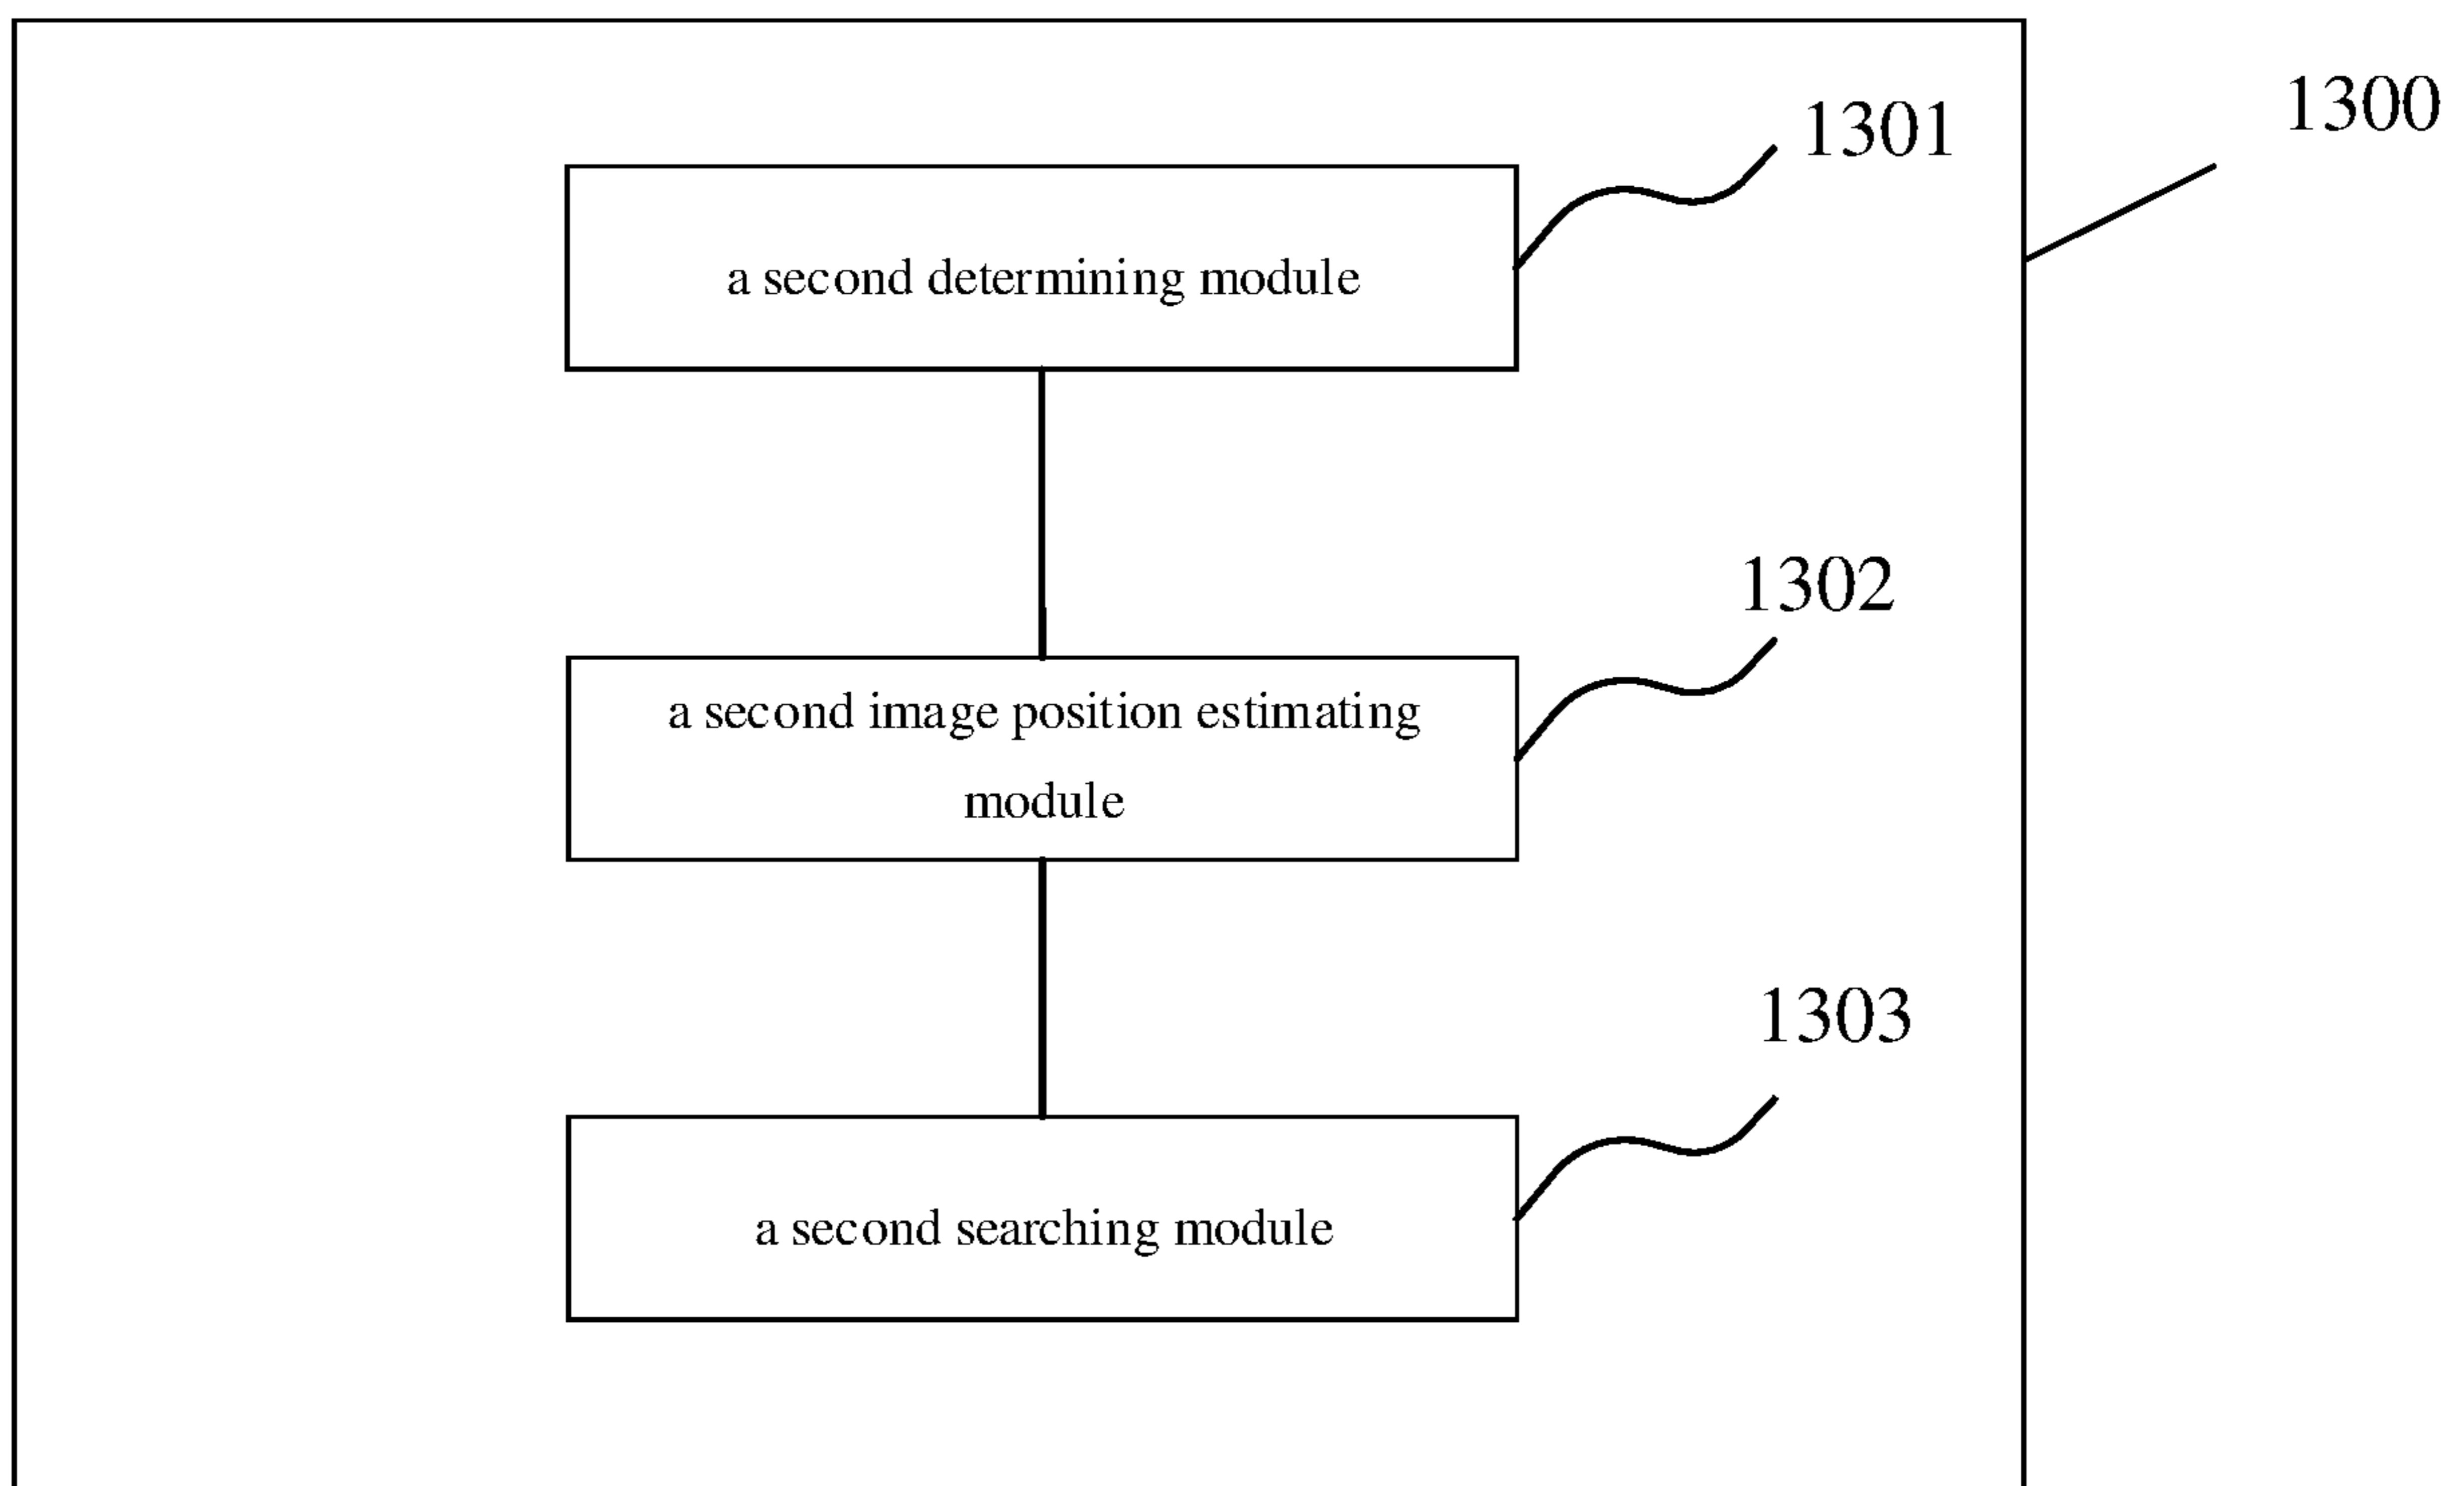 1300
1301
a second determining module
1302
a second image position estimating
module
1303
a second searching module